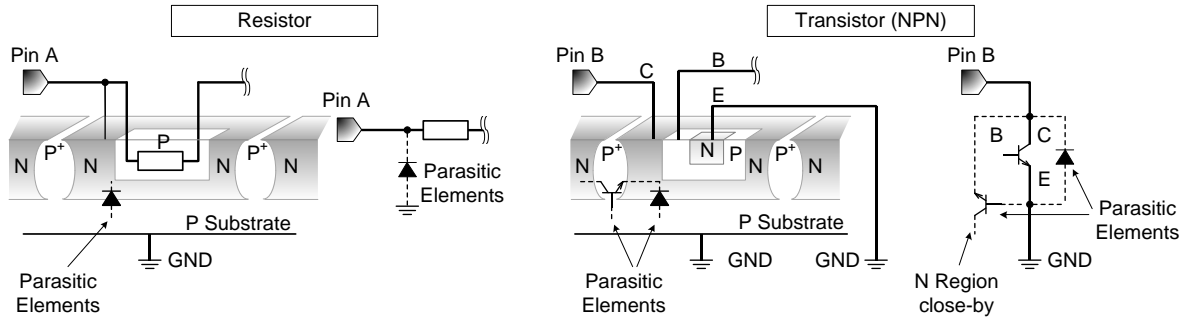 Resistor
Transistor (NPN)
Pin A
Pin B
Pin B
C
B
E
Pin A
N
P+
N
P
P+
N
N
P+
N
N
P
P+
N
B
C
E
Parasitic
Elements
P Substrate
P Substrate
GND
GND
GND
Parasitic
Elements
Parasitic
Elements
Parasitic
Elements
N Region
close-by